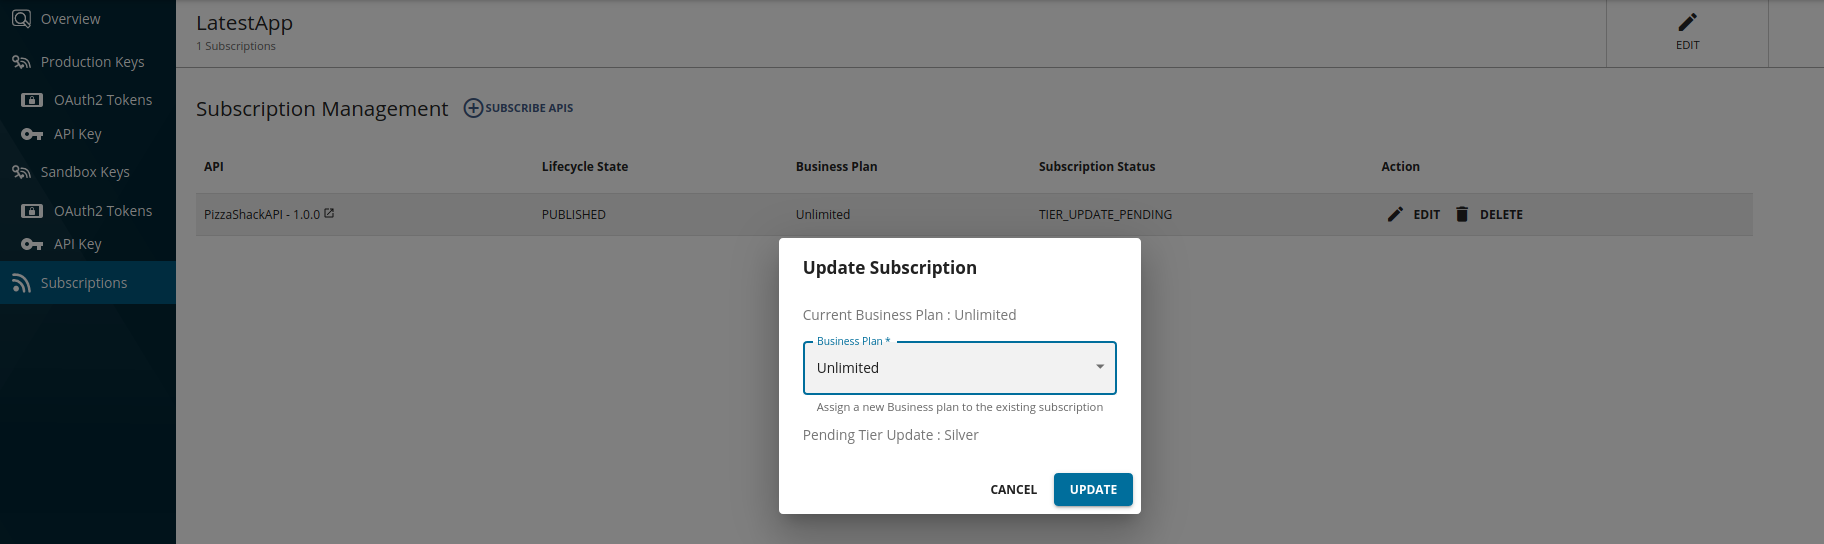 Overview
Production Keys
OAuth2 Tokens
API Key
Sandbox Keys
OAuth2 Tokens
API Key
Subscriptions
LatestApp
1 Subscriptions
EDIT
Subscription Management
SUBSCRIBE APIS
API Lifecycle State Business Plan Subscription Status Action
PizzaShackAPI - 1.0.0 PUBLISHED Unlimited TIER_UPDATE_PENDING EDIT DELETE
Update Subscription
Current Business Plan : Unlimited
Business Plan *
Unlimited
Assign a new Business plan to the existing subscription
Pending Tier Update : Silver
CANCEL UPDATE